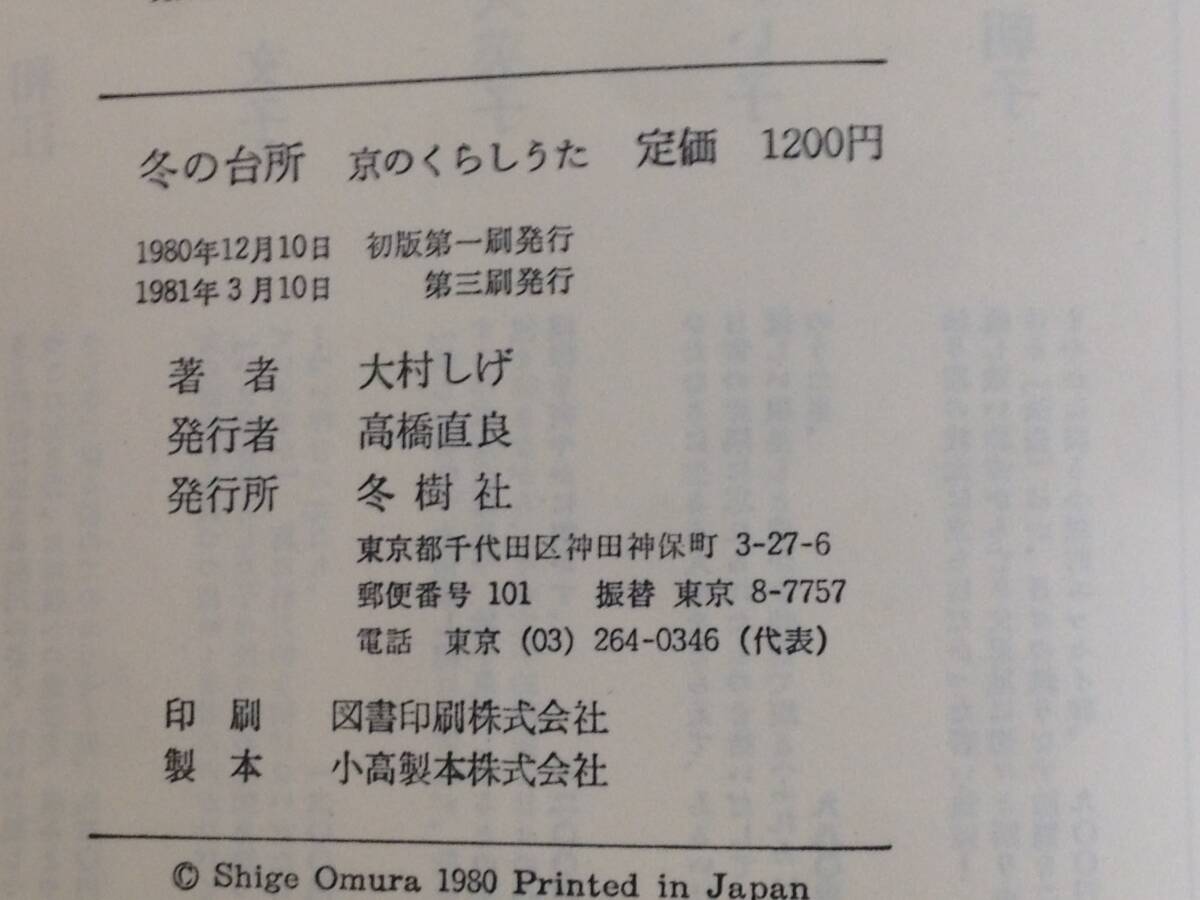 冬の台所 京のくらしうた 定価 1200円
1980年12月10日 初版第一刷発行
1981年3月10日 第三刷発行
著者 大村しげ
発行者 高橋直良
発行所 冬樹社
東京都千代田区神田神保町 3-27-6
郵便番号 101 振替 東京 8-7757
電話 東京 (03) 264-0346 (代表)
印刷 図書印刷株式会社
製本 小高製本株式会社
© Shige Omura 1980 Printed in Japan